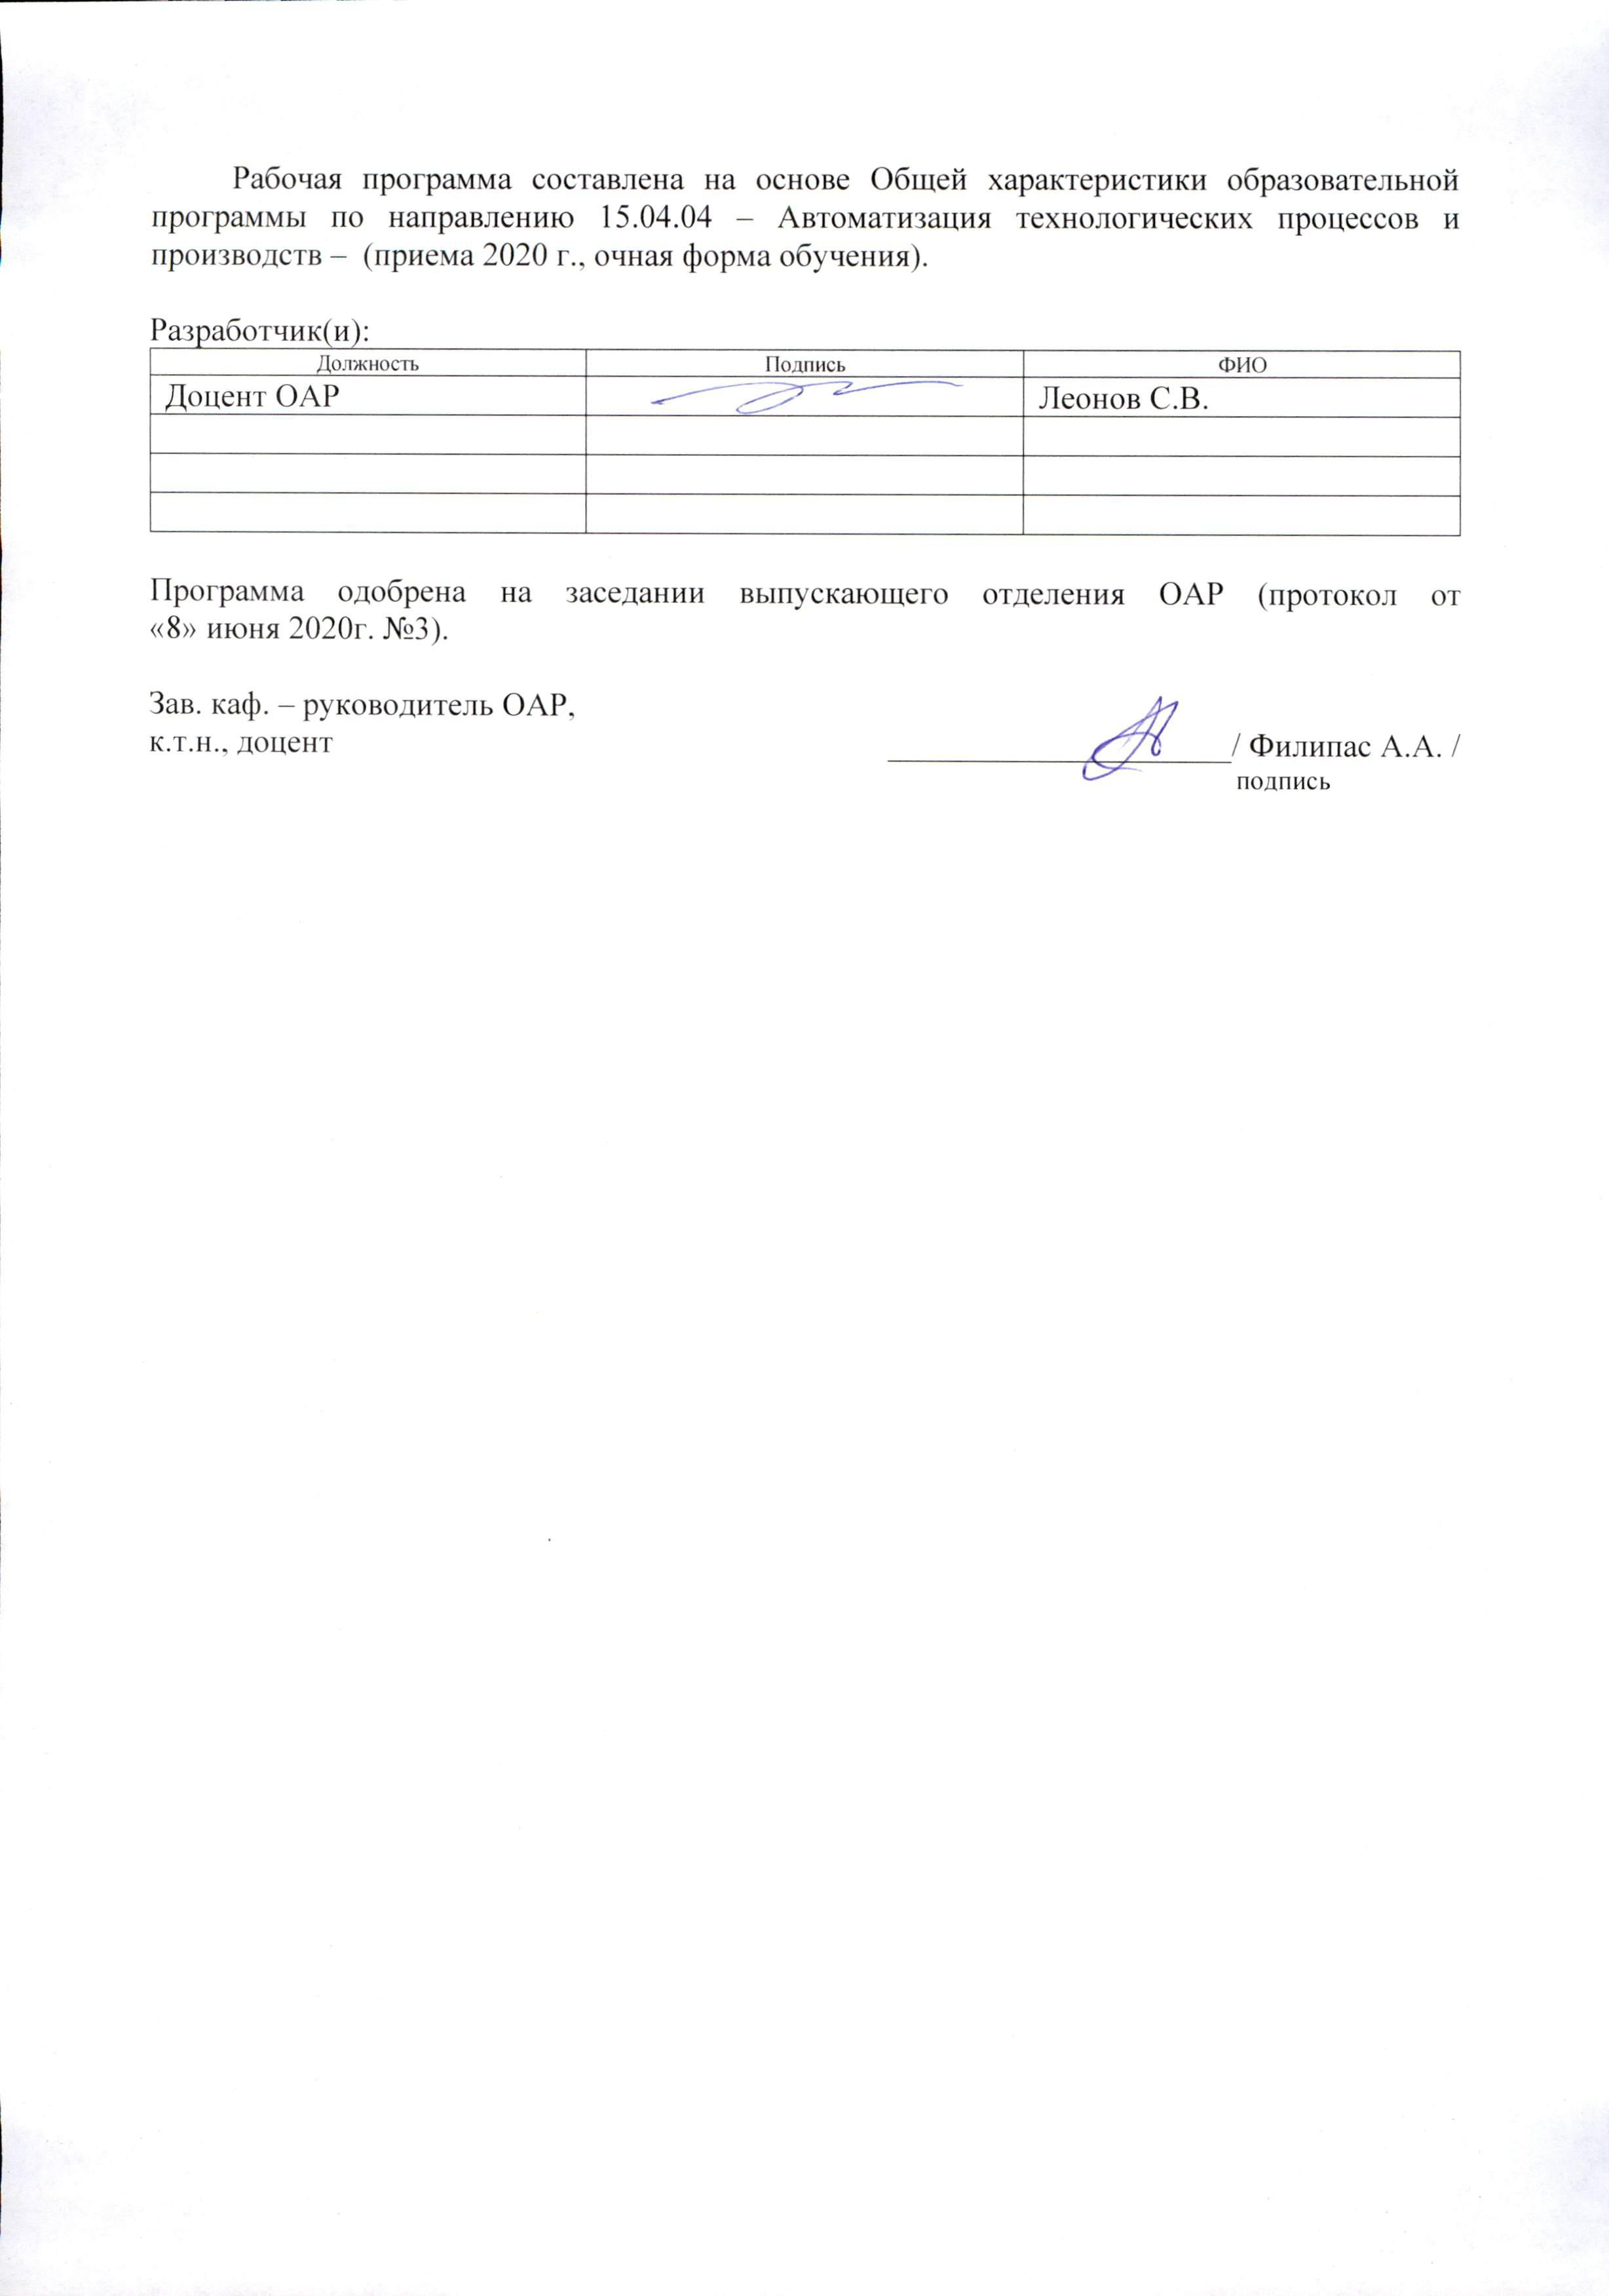 Рабочая программа составлена на основе Общей характеристики образовательной
программы по направлению 15.04.04 – Автоматизация технологических процессов и
производств – (приема 2020 г., очная форма обучения).
Разработчик(и):
Должность Подпись ФИО
Доцент ОАР Леонов С.В.
Программа одобрена на заседании выпускающего отделения ОАР (протокол от
«8» июня 2020г. №3).
Зав. каф. – руководитель ОАР,
к.т.н., доцент / Филипас А.А. /
подпись